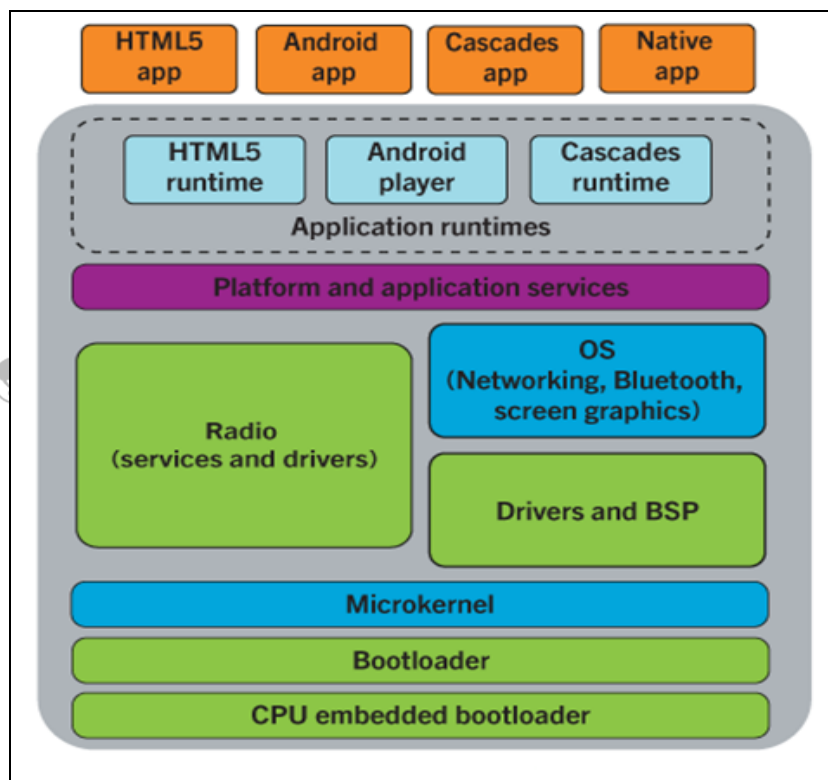 HTML5
app
Android
app
Cascades
app
Native
app
HTML5
runtime
Android
player
Cascades
runtime
Application runtimes
Platform and application services
Radio
(services and drivers)
OS
(Networking, Bluetooth,
screen graphics)
Drivers and BSP
Microkernel
Bootloader
CPU embedded bootloader